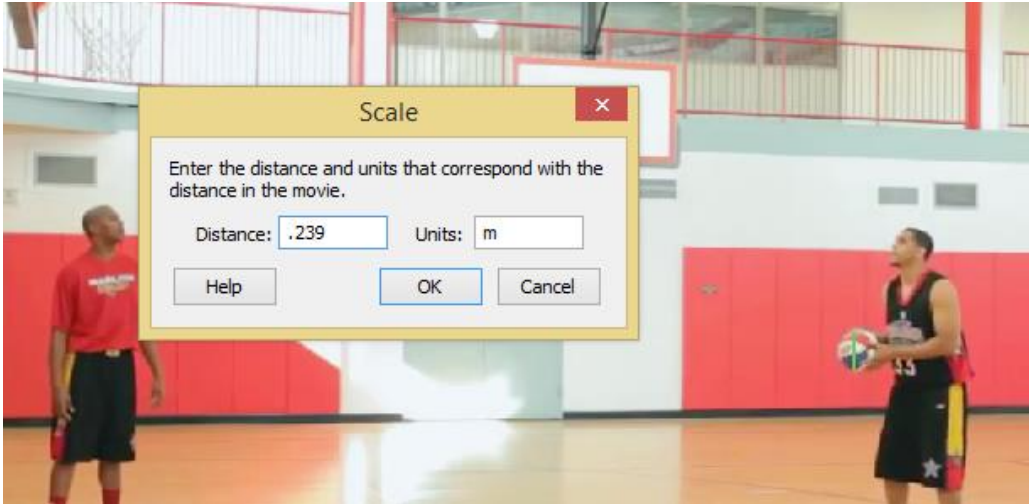 Scale
Enter the distance and units that correspond with the
distance in the movie.
Distance: .239 Units: m
Help OK Cancel
33